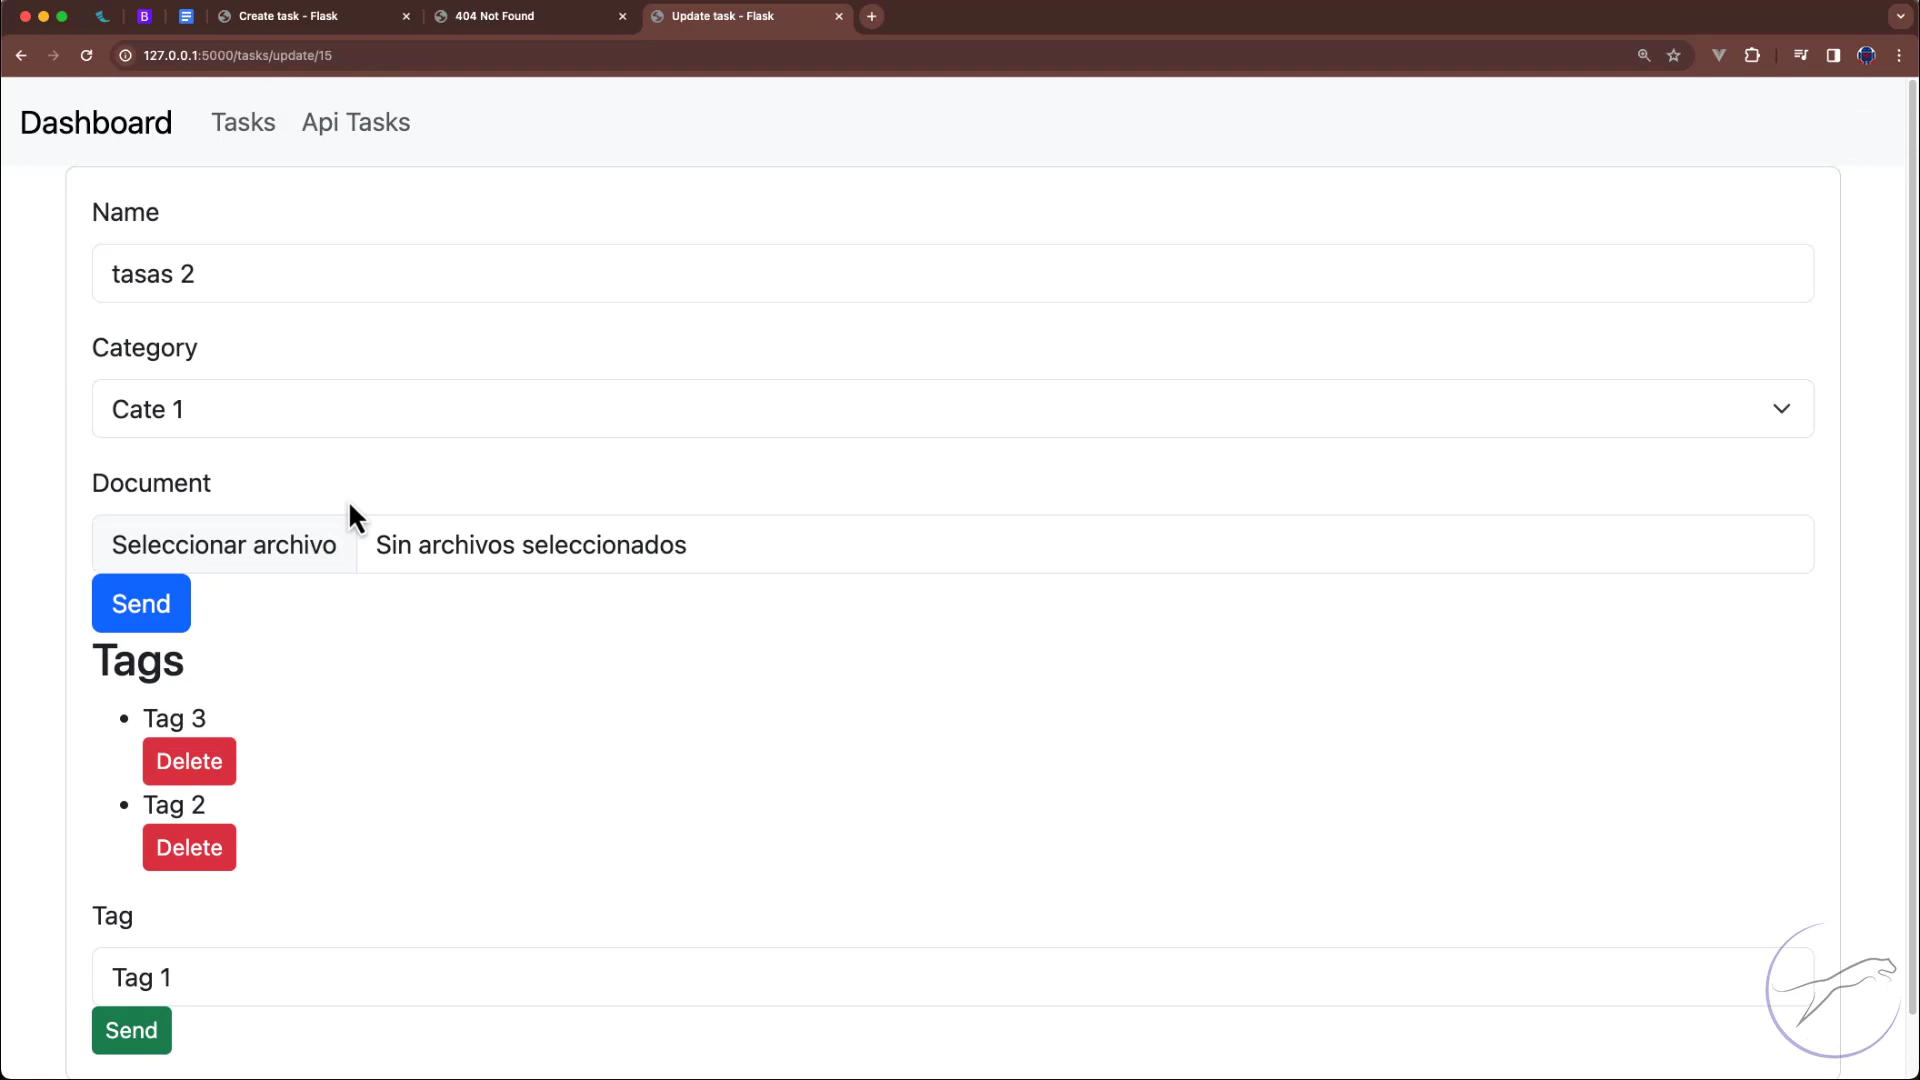 B
Create task - Flask
404 Not Found
Update task - Flask
127.0.0.1:5000/tasks/update/15
Dashboard Tasks Api Tasks
Name
tasas 2
Category
Cate 1
Document
Seleccionar archivo Sin archivos seleccionados
Send
Tags
Tag 3
Delete
Tag 2
Delete
Tag
Tag 1
Send